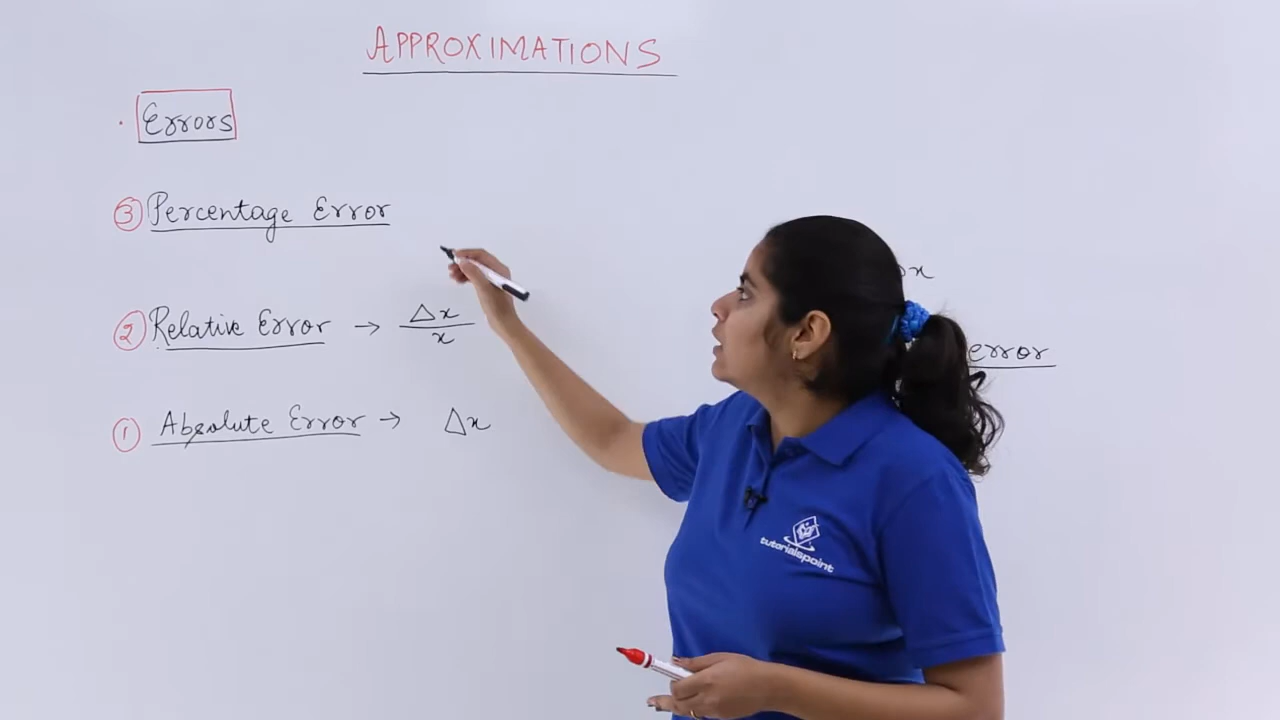 APPROXIMATIONS
. Errors
③ Percentage Error
x
② Relative Error → Δx/x
error
① Absolute Error → Δx
tutorialspoint